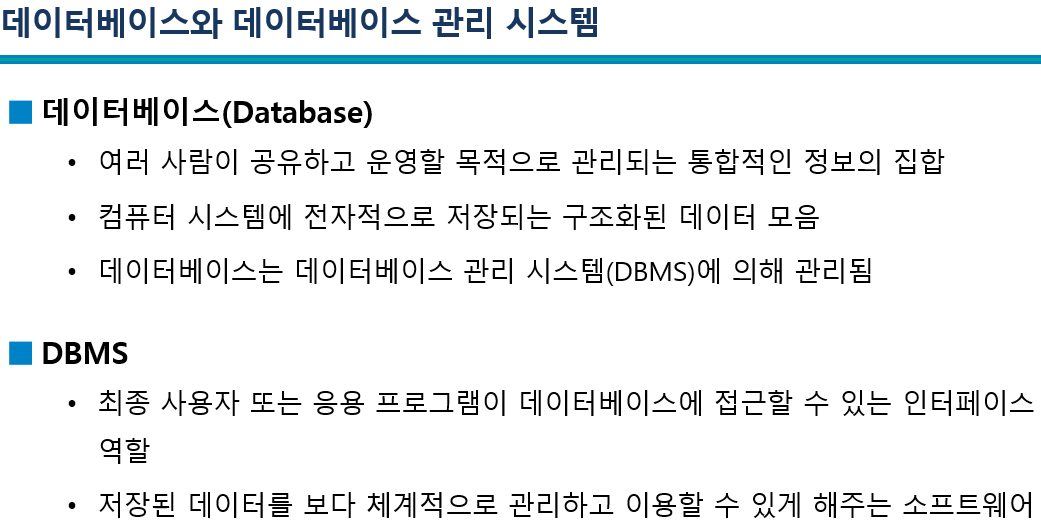 데이터베이스와 데이터베이스 관리 시스템
데이터베이스(Database)
• 여러 사람이 공유하고 운영할 목적으로 관리되는 통합적인 정보의 집합
• 컴퓨터 시스템에 전자적으로 저장되는 구조화된 데이터 모음
• 데이터베이스는 데이터베이스 관리 시스템(DBMS)에 의해 관리됨
DBMS
• 최종 사용자 또는 응용 프로그램이 데이터베이스에 접근할 수 있는 인터페이스
역할
• 저장된 데이터를 보다 체계적으로 관리하고 이용할 수 있게 해주는 소프트웨어